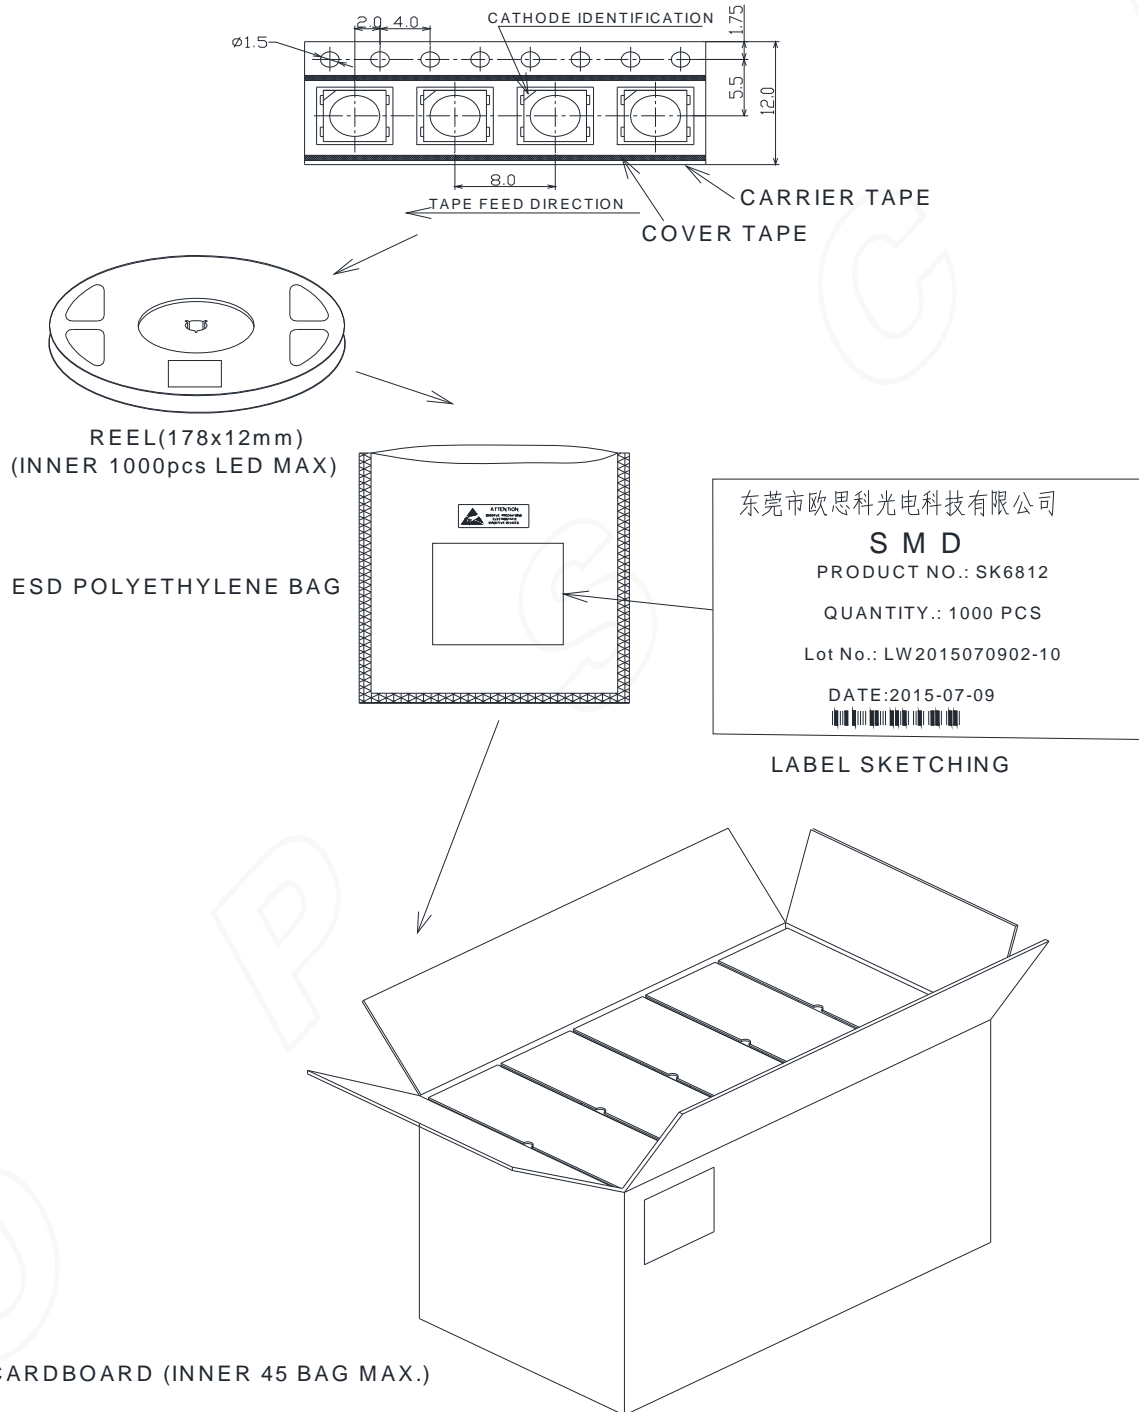 2.0
4.0
CATHODE IDENTIFICATION
1.75
ø1.5
5.5
12.0
8.0
TAPE FEED DIRECTION
CARRIER TAPE
COVER TAPE
REEL(178x12mm)
(INNER 1000pcs LED MAX)
ATTENTION
ESD POLYETHYLENE BAG
东莞市欧思科光电科技有限公司
SMD
PRODUCT NO.: SK6812
QUANTITY.: 1000 PCS
Lot No.: LW2015070902-10
DATE:2015-07-09
LABEL SKETCHING
CARDBOARD (INNER 45 BAG MAX.)
O P S C